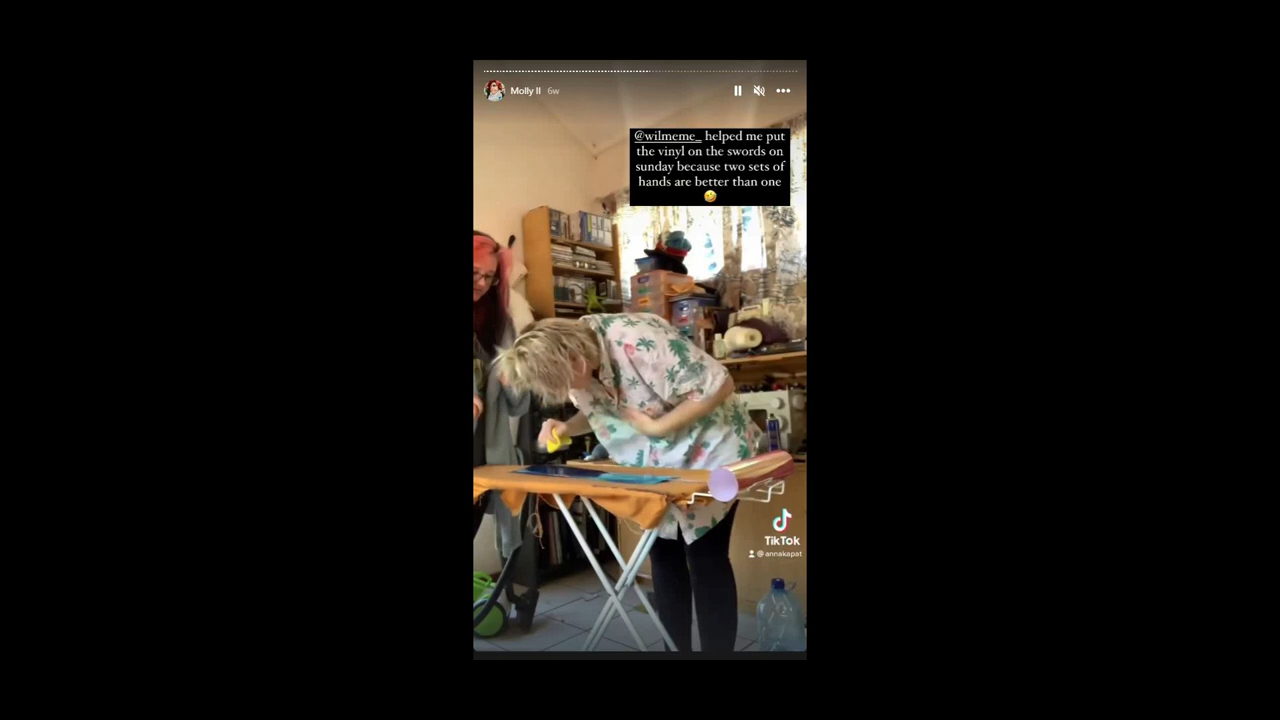 Molly II 6w
@wilmeme_ helped me put
the vinyl on the swords on
sunday because two sets of
hands are better than one
🤣
TikTok
@annakapat